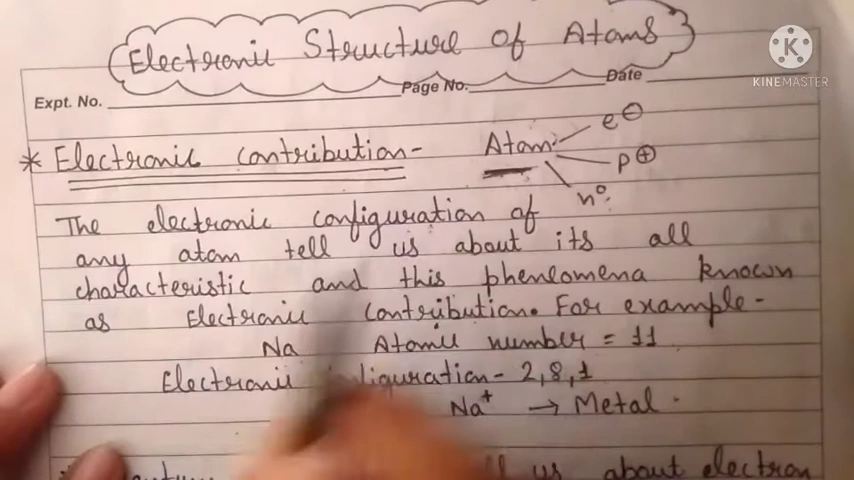 Electronic Structure of Atoms
K
KINEMASTER
Expt. No. Page No. Date
* Electronic contribution- Atom e⊖
p⊕
n°
The electronic configuration of
any atom tell us about its all
characteristic and this phenlomena known
as Electronic contribution. For example-
Na Atomic number = 11
Electronic configuration- 2,8,1
Na⁺ → Metal.
us about electron